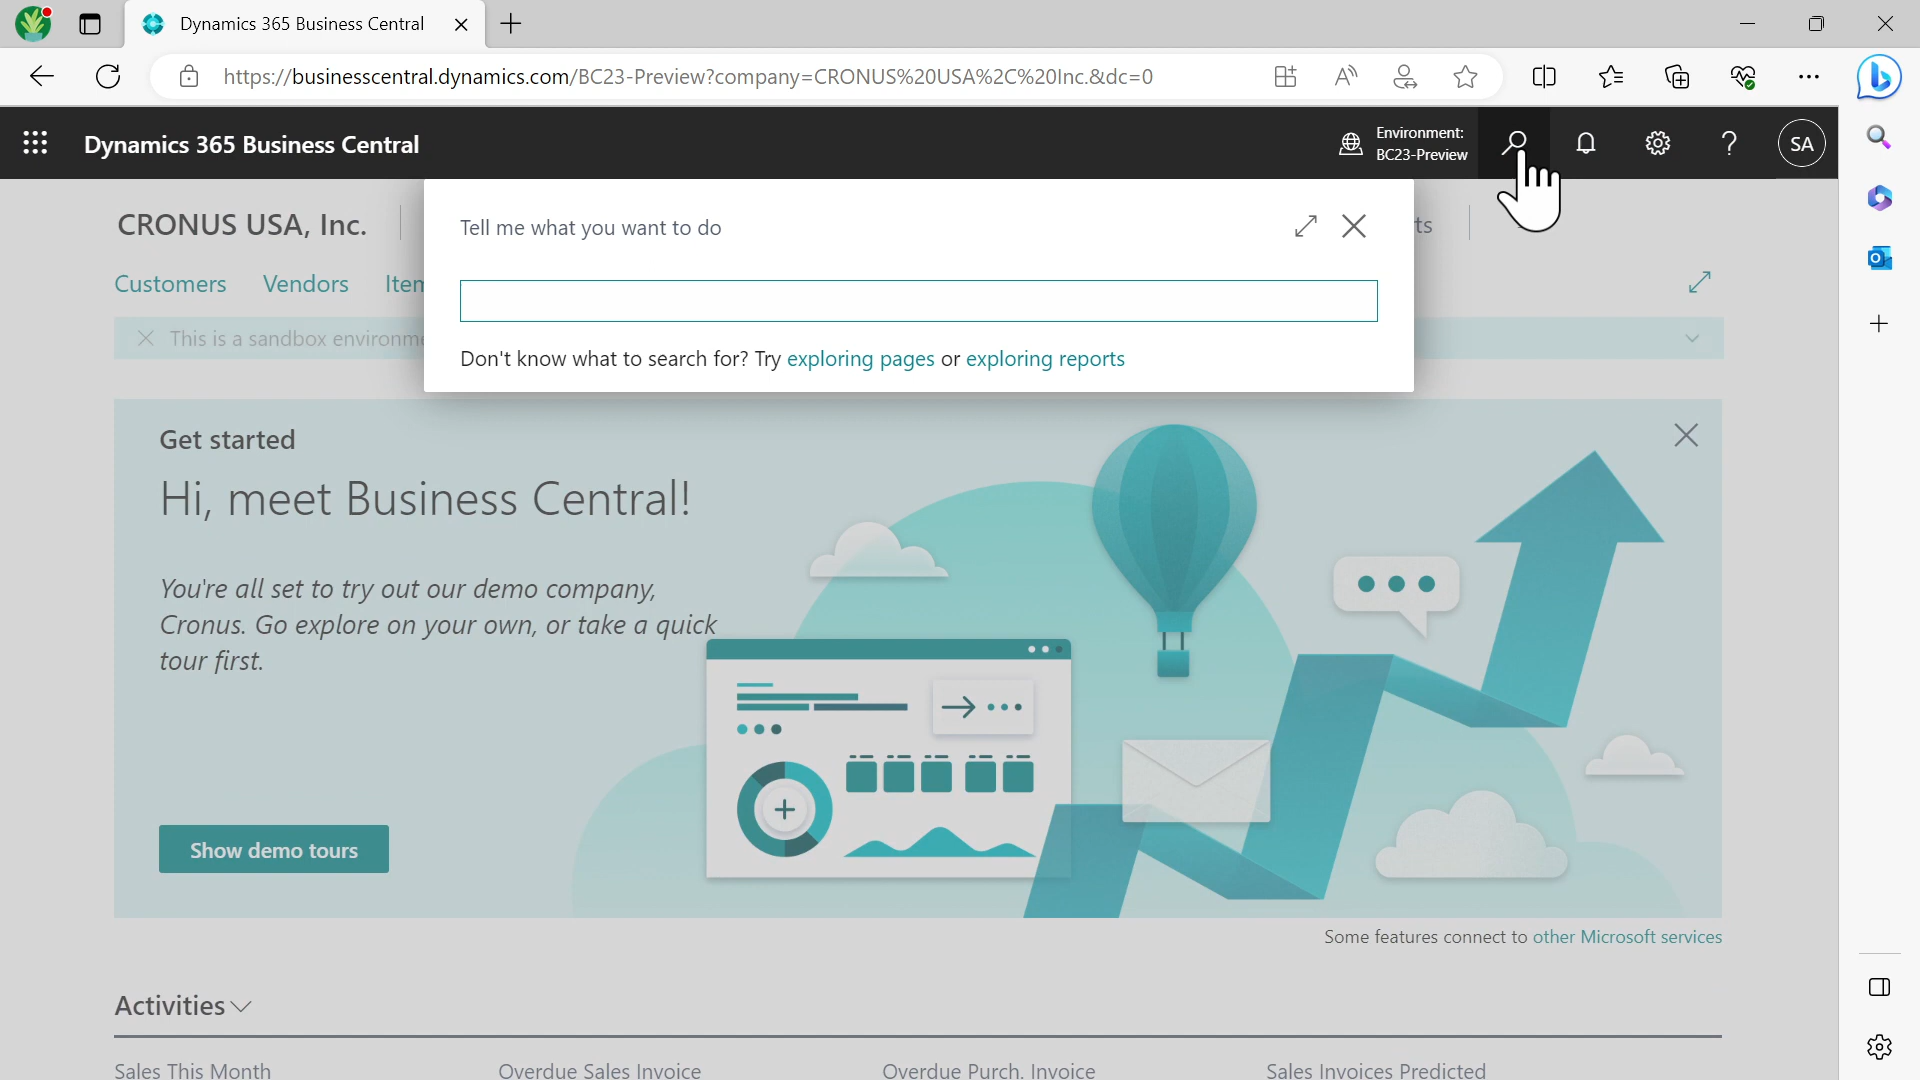 Dynamics 365 Business Central
https://businesscentral.dynamics.com/BC23-Preview?company=CRONUS%20USA%2C%20Inc.&dc=0
Dynamics 365 Business Central
Environment:
BC23-Preview
SA
CRONUS USA, Inc.
Tell me what you want to do
ts
Customers Vendors Item
This is a sandbox environme
Don't know what to search for? Try exploring pages or exploring reports
Get started
Hi, meet Business Central!
You're all set to try out our demo company,
Cronus. Go explore on your own, or take a quick
tour first.
Show demo tours
Some features connect to other Microsoft services
Activities
Sales This Month Overdue Sales Invoice Overdue Purch. Invoice Sales Invoices Predicted